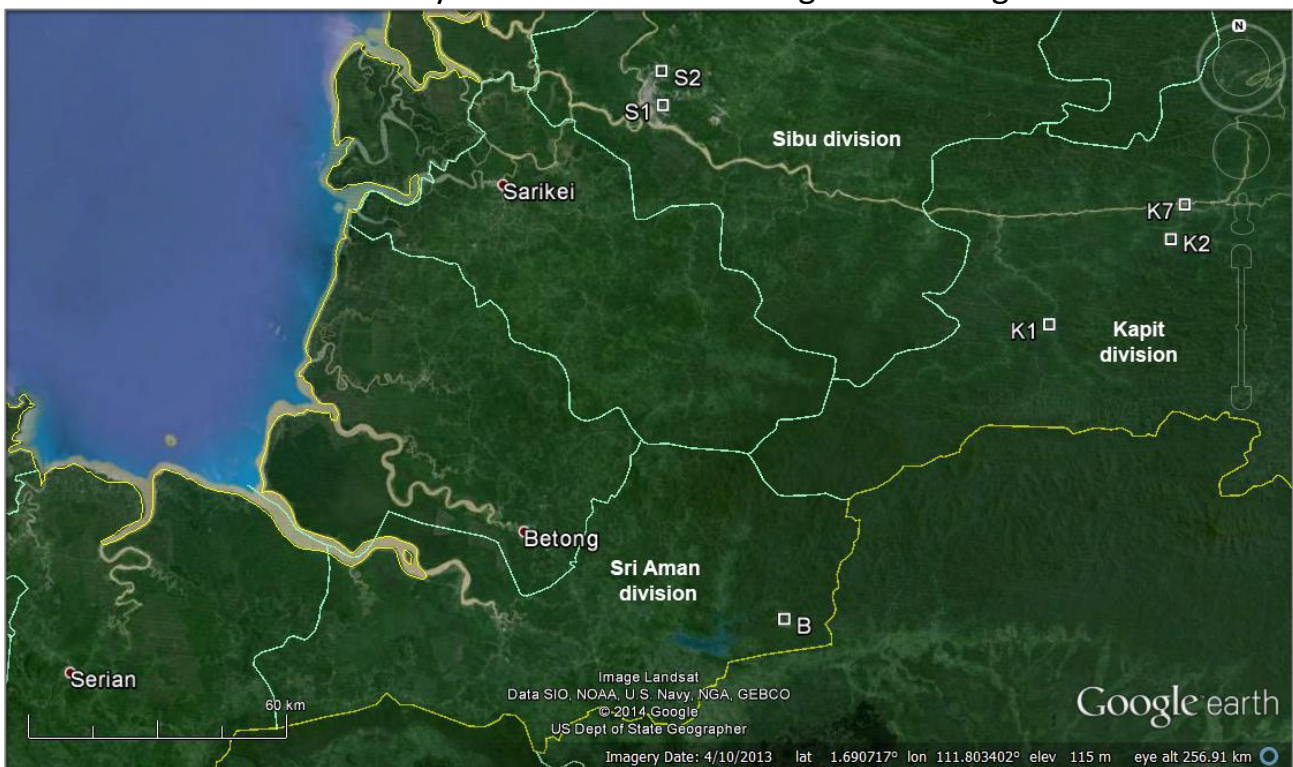 N
S2
S1
Sibu division
Sarikei
K7
K2
K1
Kapit
division
Betong
Sri Aman
division
B
Serian
60 km
Image Landsat
Data SIO, NOAA, U.S. Navy, NGA, GEBCO
© 2014 Google
US Dept of State Geographer
Google earth
Imagery Date: 4/10/2013 lat 1.690717° lon 111.803402° elev 115 m eye alt 256.91 km